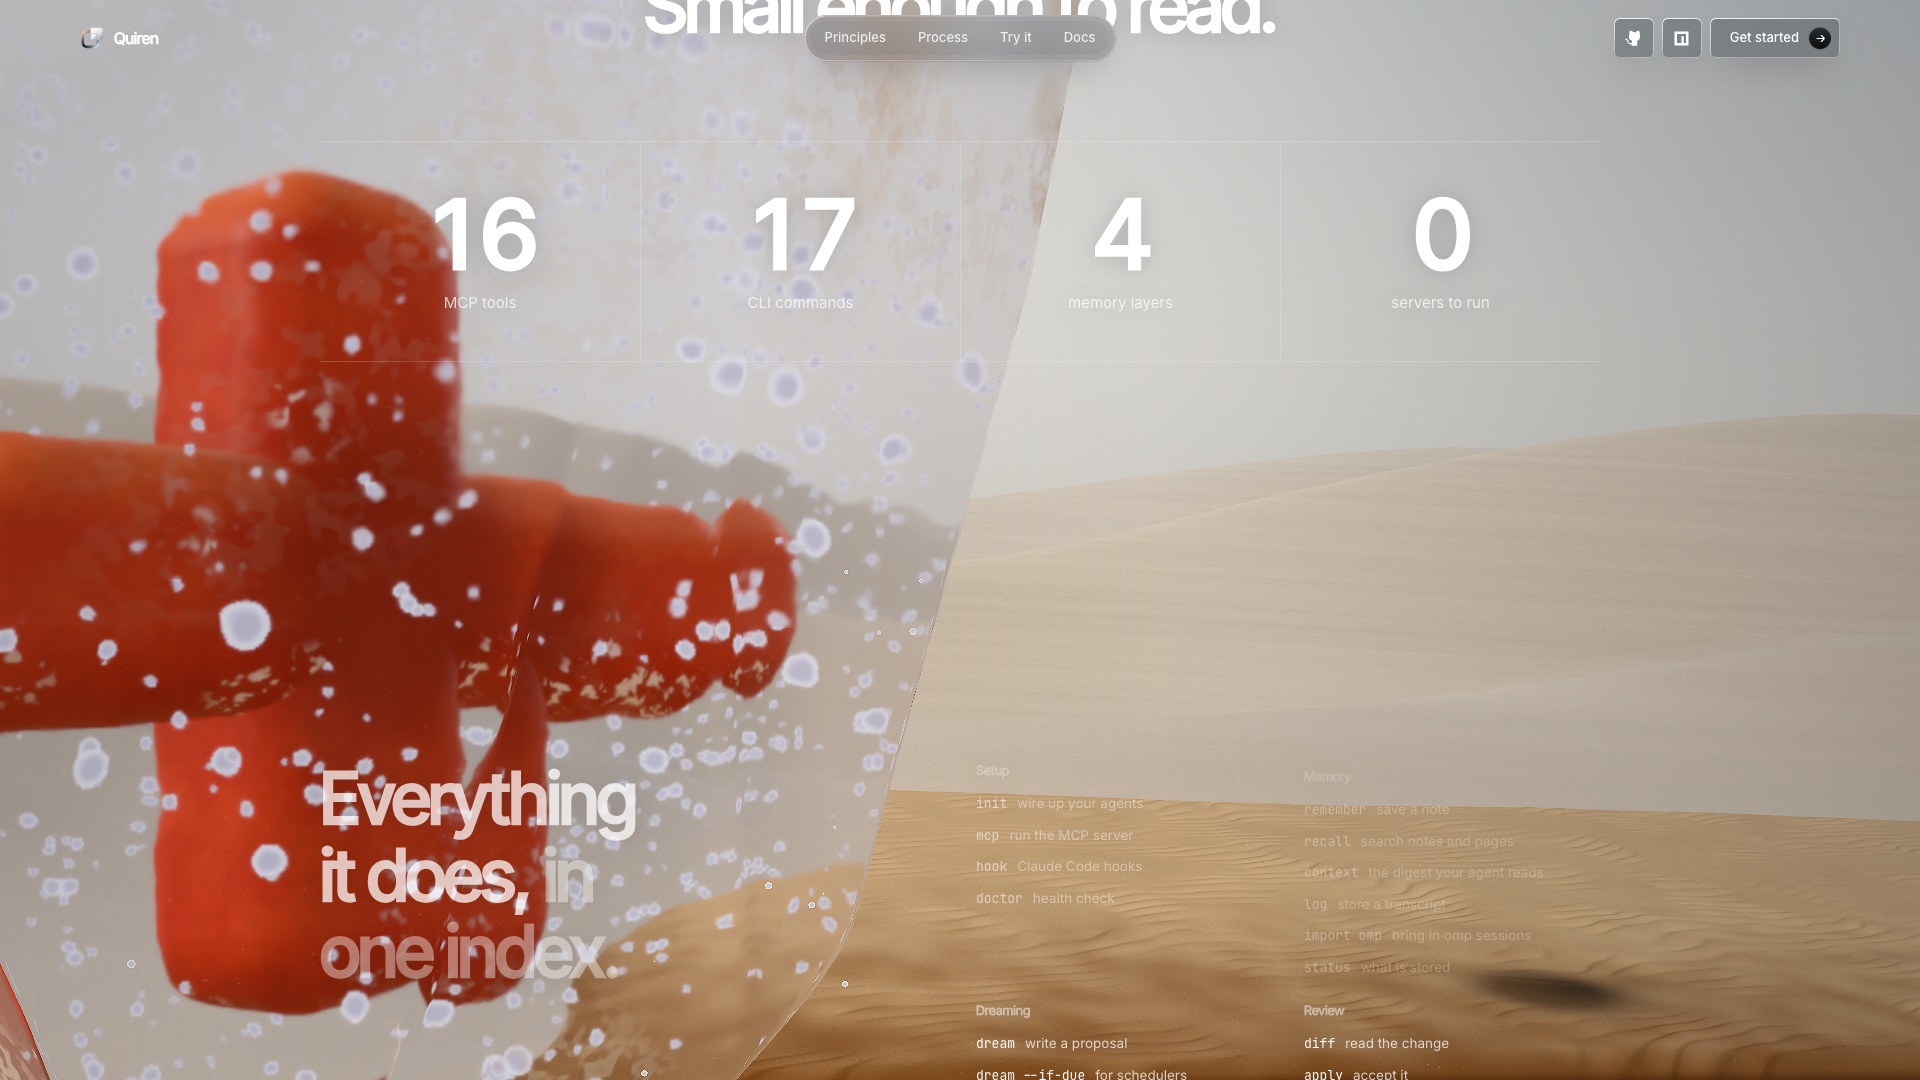 Small enough to read.
Quiren
Principles
Process
Try it
Docs
Get started
16
MCP tools
17
CLI commands
4
memory layers
0
servers to run
Everything
it does, in
one index.
Setup
init wire up your agents
mcp run the MCP server
hook Claude Code hooks
doctor health check
Memory
remember save a note
recall search notes and pages
context the digest your agent reads
log store a transcript
import omp bring in omp sessions
status what is stored
Dreaming
dream write a proposal
dream --if-due for schedulers
Review
diff read the change
apply accept it